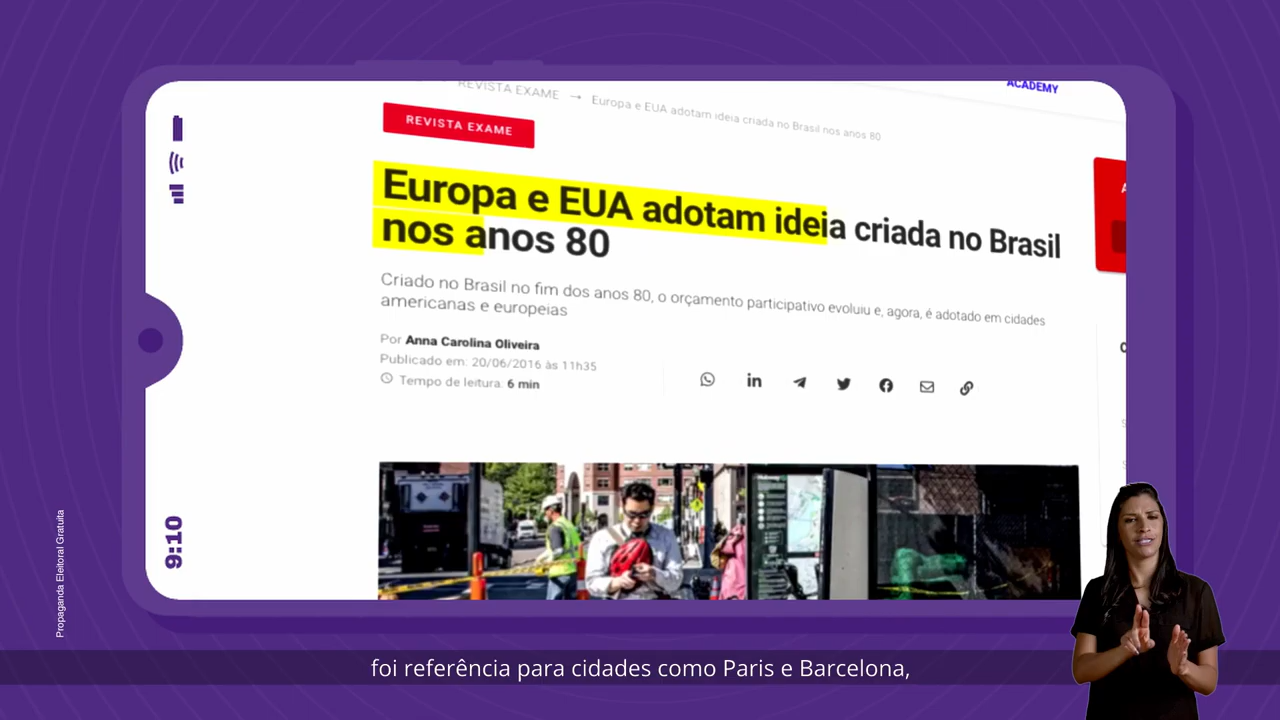 ACADEMY
REVISTA EXAME → Europa e EUA adotam ideia criada no Brasil nos anos 80
REVISTA EXAME
Europa e EUA adotam ideia criada no Brasil
nos anos 80
Criado no Brasil no fim dos anos 80, o orçamento participativo evoluiu e, agora, é adotado em cidades
americanas e europeias
Por Anna Carolina Oliveira
Publicado em: 20/06/2016 às 11h35
Tempo de leitura: 6 min
9:10
Propaganda Eleitoral Gratuita
foi referência para cidades como Paris e Barcelona,